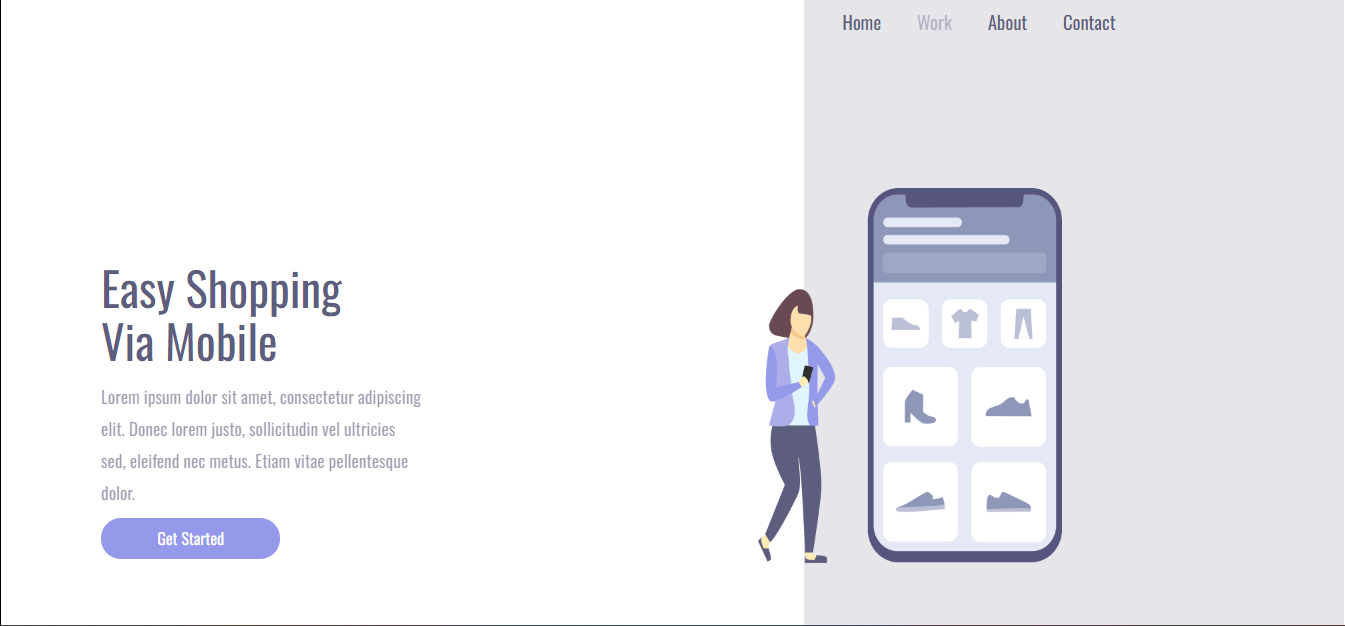 Home Work About Contact
Easy Shopping
Via Mobile
Lorem ipsum dolor sit amet, consectetur adipiscing
elit. Donec lorem justo, sollicitudin vel ultricies
sed, eleifend nec metus. Etiam vitae pellentesque
dolor.
Get Started